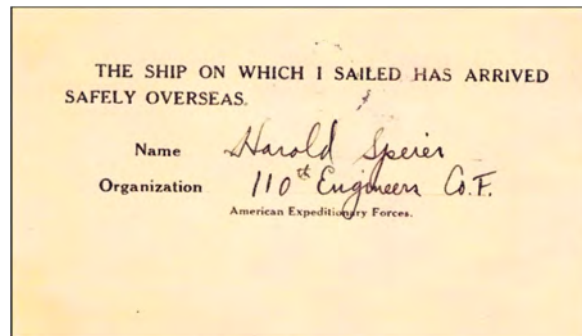 THE SHIP ON WHICH I SAILED HAS ARRIVED
SAFELY OVERSEAS.
Name Harold Speier
Organization 110th Engineers Co. F.
American Expeditionary Forces.